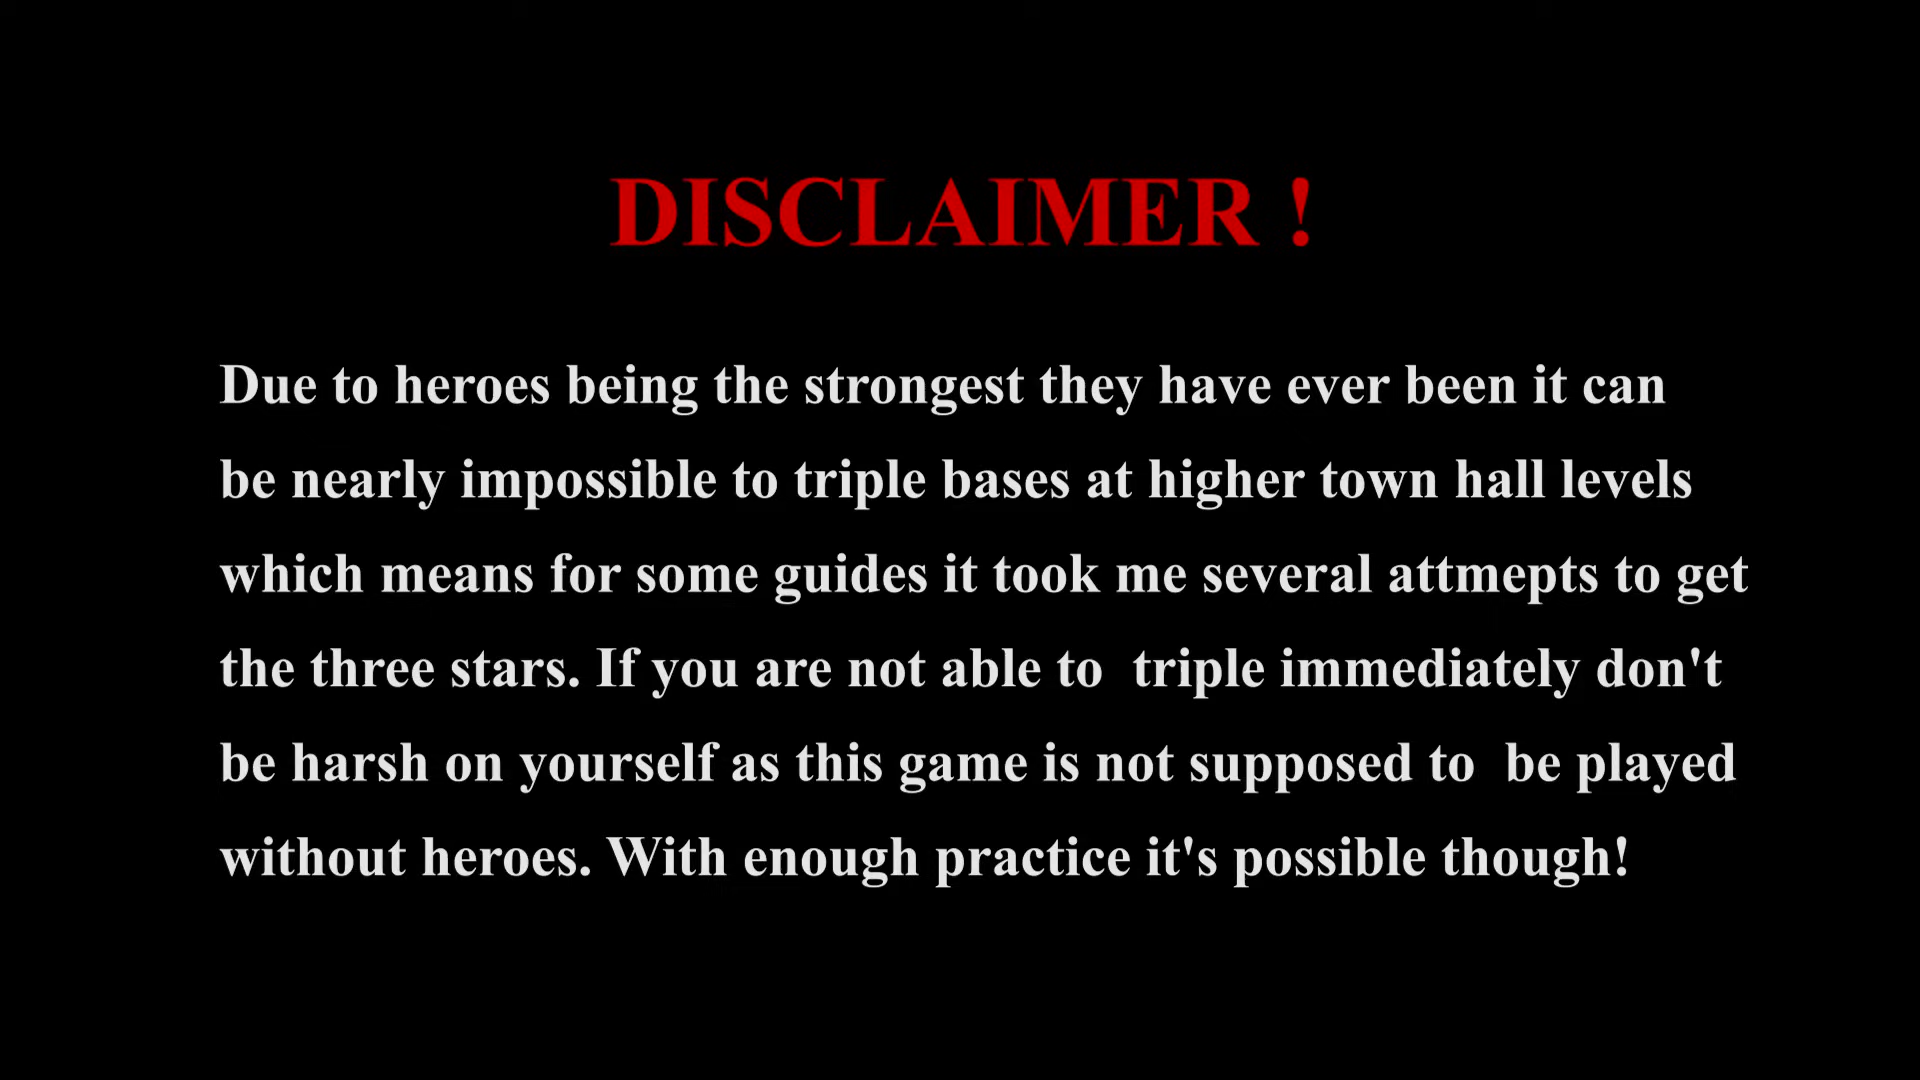 DISCLAIMER !
Due to heroes being the strongest they have ever been it can
be nearly impossible to triple bases at higher town hall levels
which means for some guides it took me several attmepts to get
the three stars. If you are not able to  triple immediately don't
be harsh on yourself as this game is not supposed to  be played
without heroes. With enough practice it's possible though!